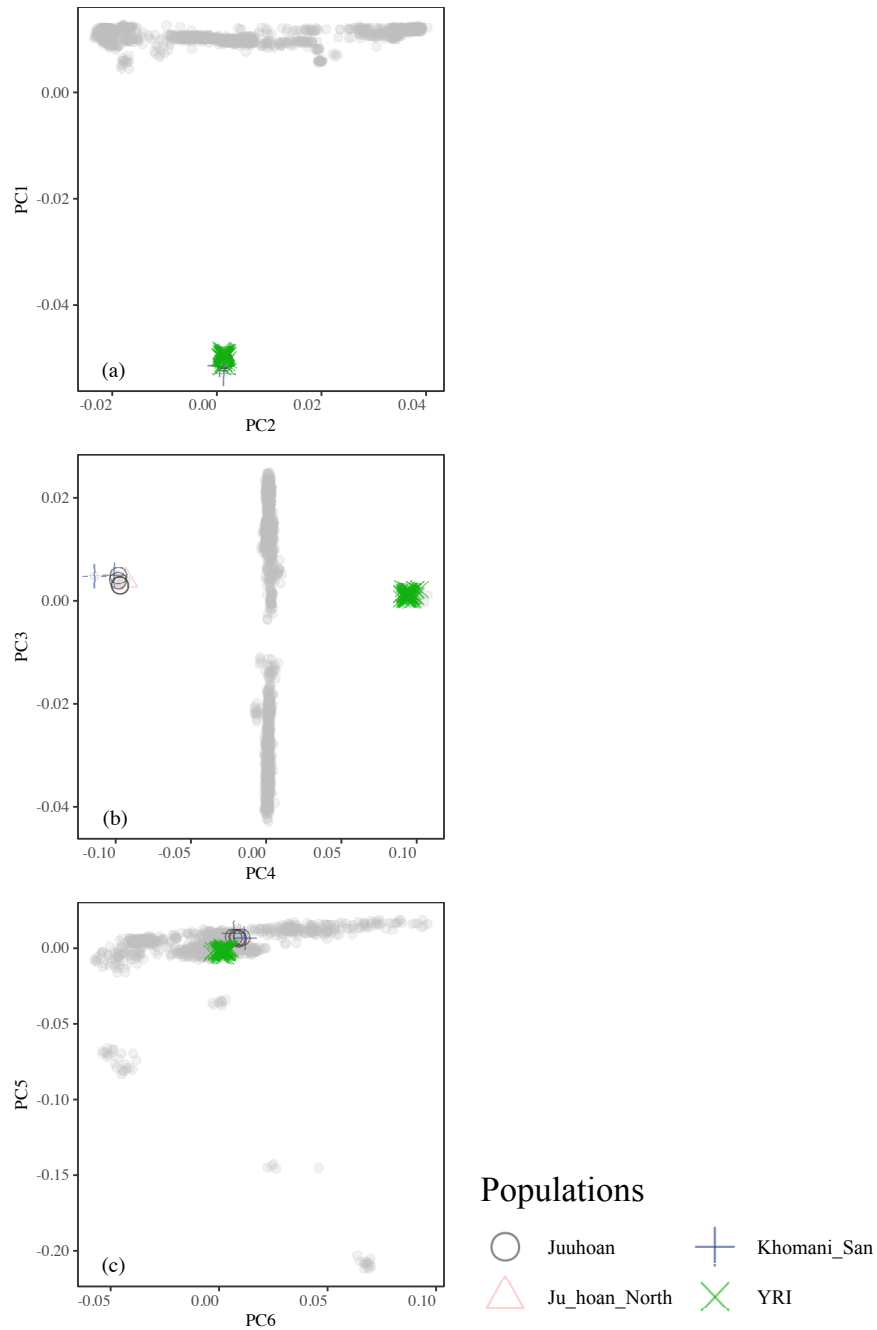 0.00
-0.02
-0.04
PC1
(a)
-0.02 0.00 0.02 0.04
PC2
0.02
0.00
-0.02
-0.04
PC3
(b)
-0.10 -0.05 0.00 0.05 0.10
PC4
0.00
-0.05
-0.10
-0.15
-0.20
PC5
(c)
-0.05 0.00 0.05 0.10
PC6
Populations
Juuhoan Khomani_San
Ju_hoan_North YRI